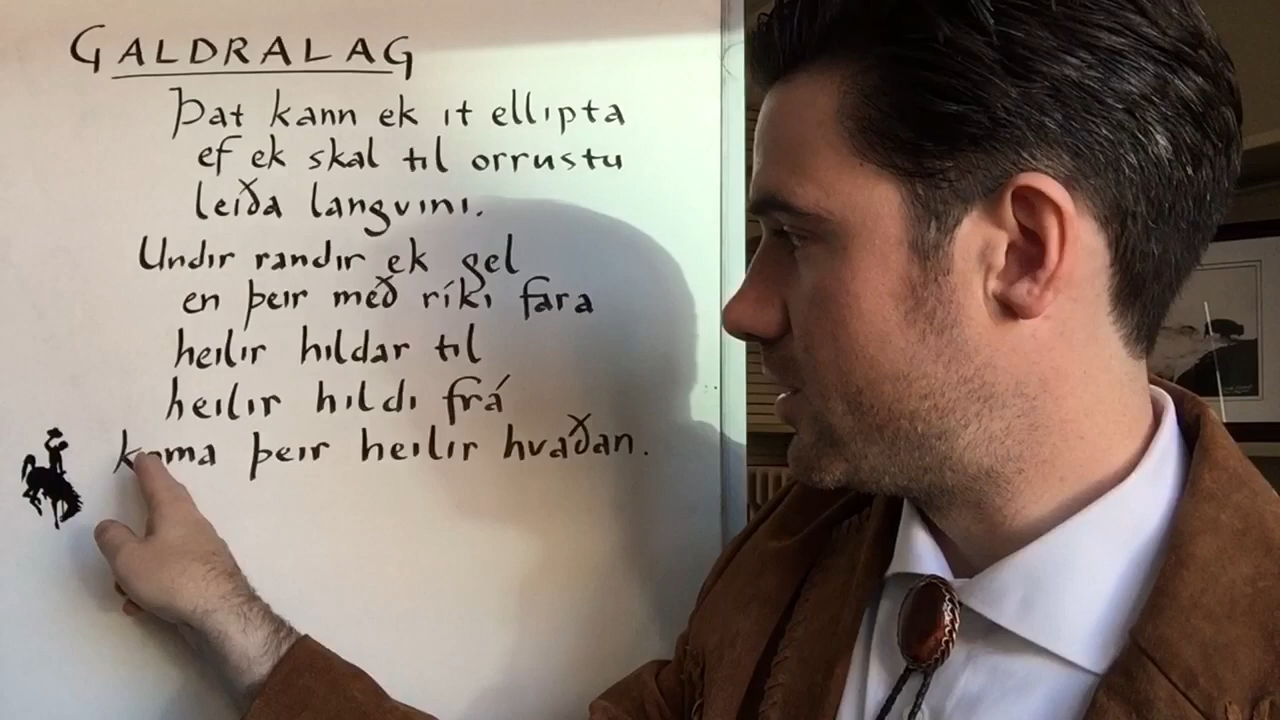 GALDRALAG
Þat kann ek it ellipta
ef ek skal til orrustu
leiða langvini.
Undir randir ek gel
en þeir með ríki fara
heilir hildar til
heilir hildi frá
koma þeir heilir hvaðan.